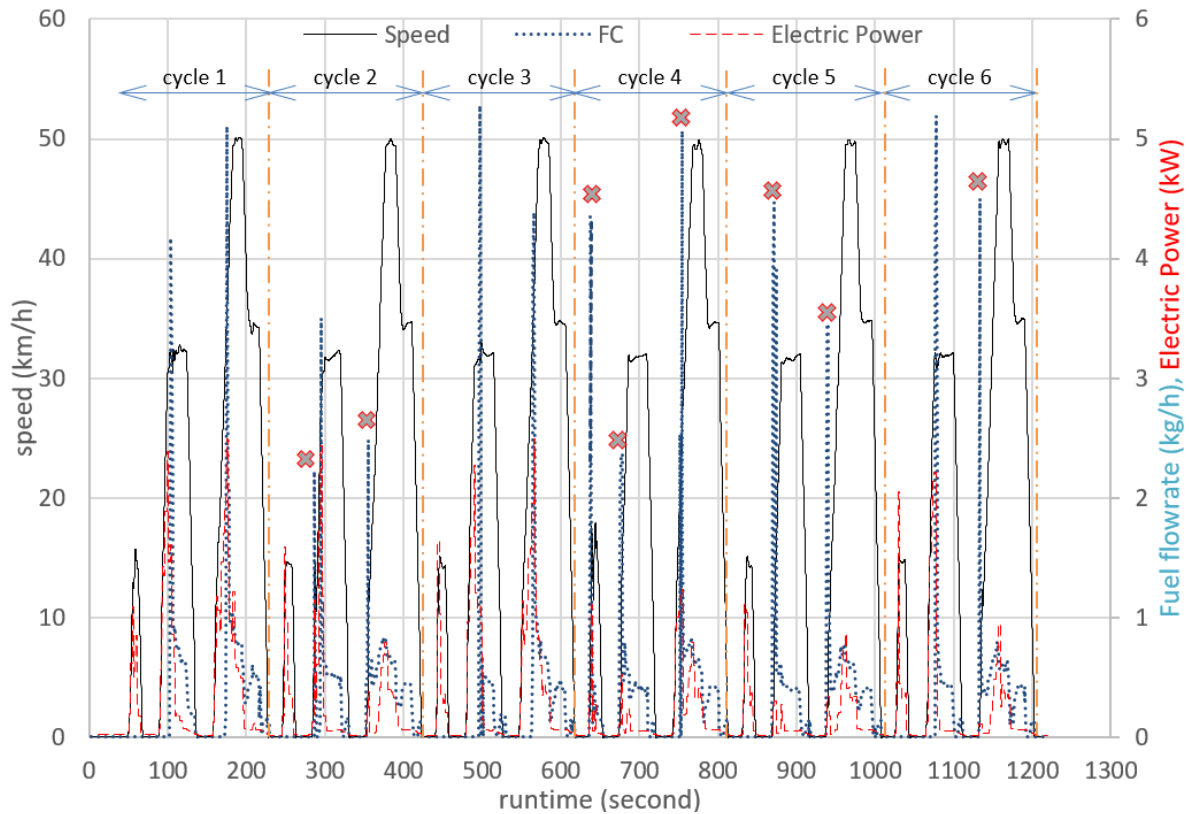 Speed FC Electric Power
cycle 1 cycle 2 cycle 3 cycle 4 cycle 5 cycle 6
60
50
40
30
20
10
0
speed (km/h)
6
5
4
3
2
1
0
Fuel flowrate (kg/h), Electric Power (kW)
0 100 200 300 400 500 600 700 800 900 1000 1100 1200 1300
runtime (second)